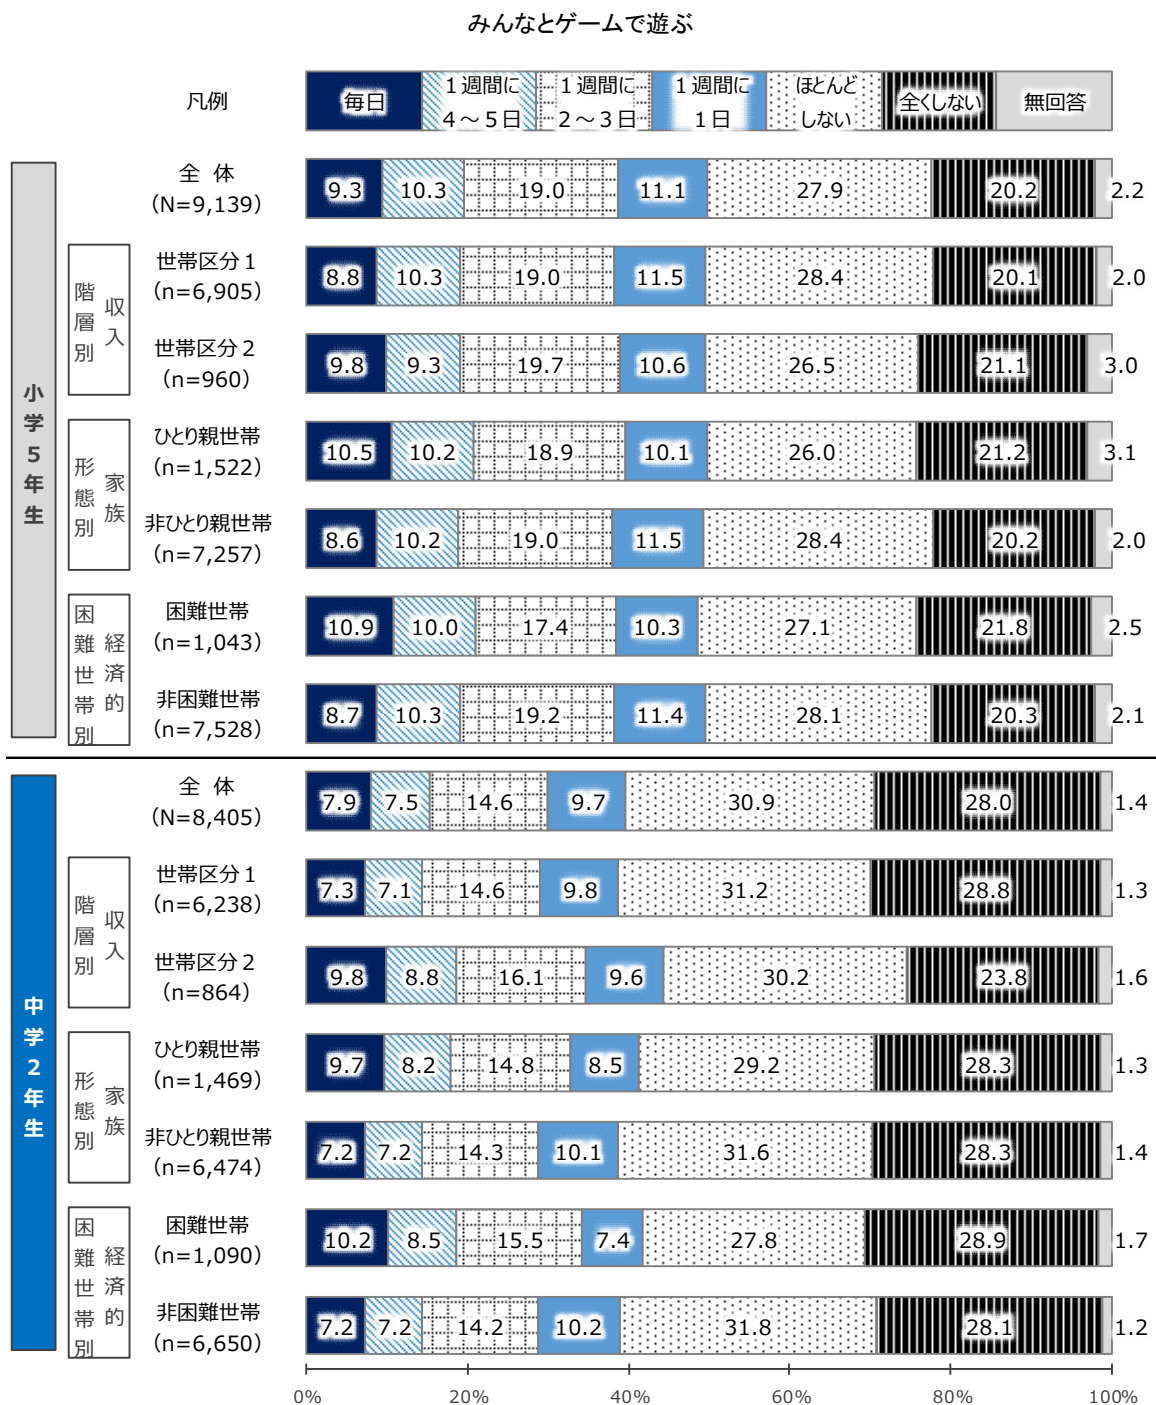 みんなとゲームで遊ぶ
凡例
毎日
１週間に
４～５日
１週間に
２～３日
１週間に
１日
ほとんど
しない
全くしない
無回答
小学５年生
全 体
（N=9,139）
9.3 10.3 19.0 11.1 27.9 20.2 2.2
収入
階層別
世帯区分１
（n=6,905）
8.8 10.3 19.0 11.5 28.4 20.1 2.0
世帯区分２
（n=960）
9.8 9.3 19.7 10.6 26.5 21.1 3.0
家族
形態別
ひとり親世帯
（n=1,522）
10.5 10.2 18.9 10.1 26.0 21.2 3.1
非ひとり親世帯
（n=7,257）
8.6 10.2 19.0 11.5 28.4 20.2 2.0
経済的
困難世帯別
困難世帯
（n=1,043）
10.9 10.0 17.4 10.3 27.1 21.8 2.5
非困難世帯
（n=7,528）
8.7 10.3 19.2 11.4 28.1 20.3 2.1
中学２年生
全 体
（N=8,405）
7.9 7.5 14.6 9.7 30.9 28.0 1.4
収入
階層別
世帯区分１
（n=6,238）
7.3 7.1 14.6 9.8 31.2 28.8 1.3
世帯区分２
（n=864）
9.8 8.8 16.1 9.6 30.2 23.8 1.6
家族
形態別
ひとり親世帯
（n=1,469）
9.7 8.2 14.8 8.5 29.2 28.3 1.3
非ひとり親世帯
（n=6,474）
7.2 7.2 14.3 10.1 31.6 28.3 1.4
経済的
困難世帯別
困難世帯
（n=1,090）
10.2 8.5 15.5 7.4 27.8 28.9 1.7
非困難世帯
（n=6,650）
7.2 7.2 14.2 10.2 31.8 28.1 1.2
0% 20% 40% 60% 80% 100%